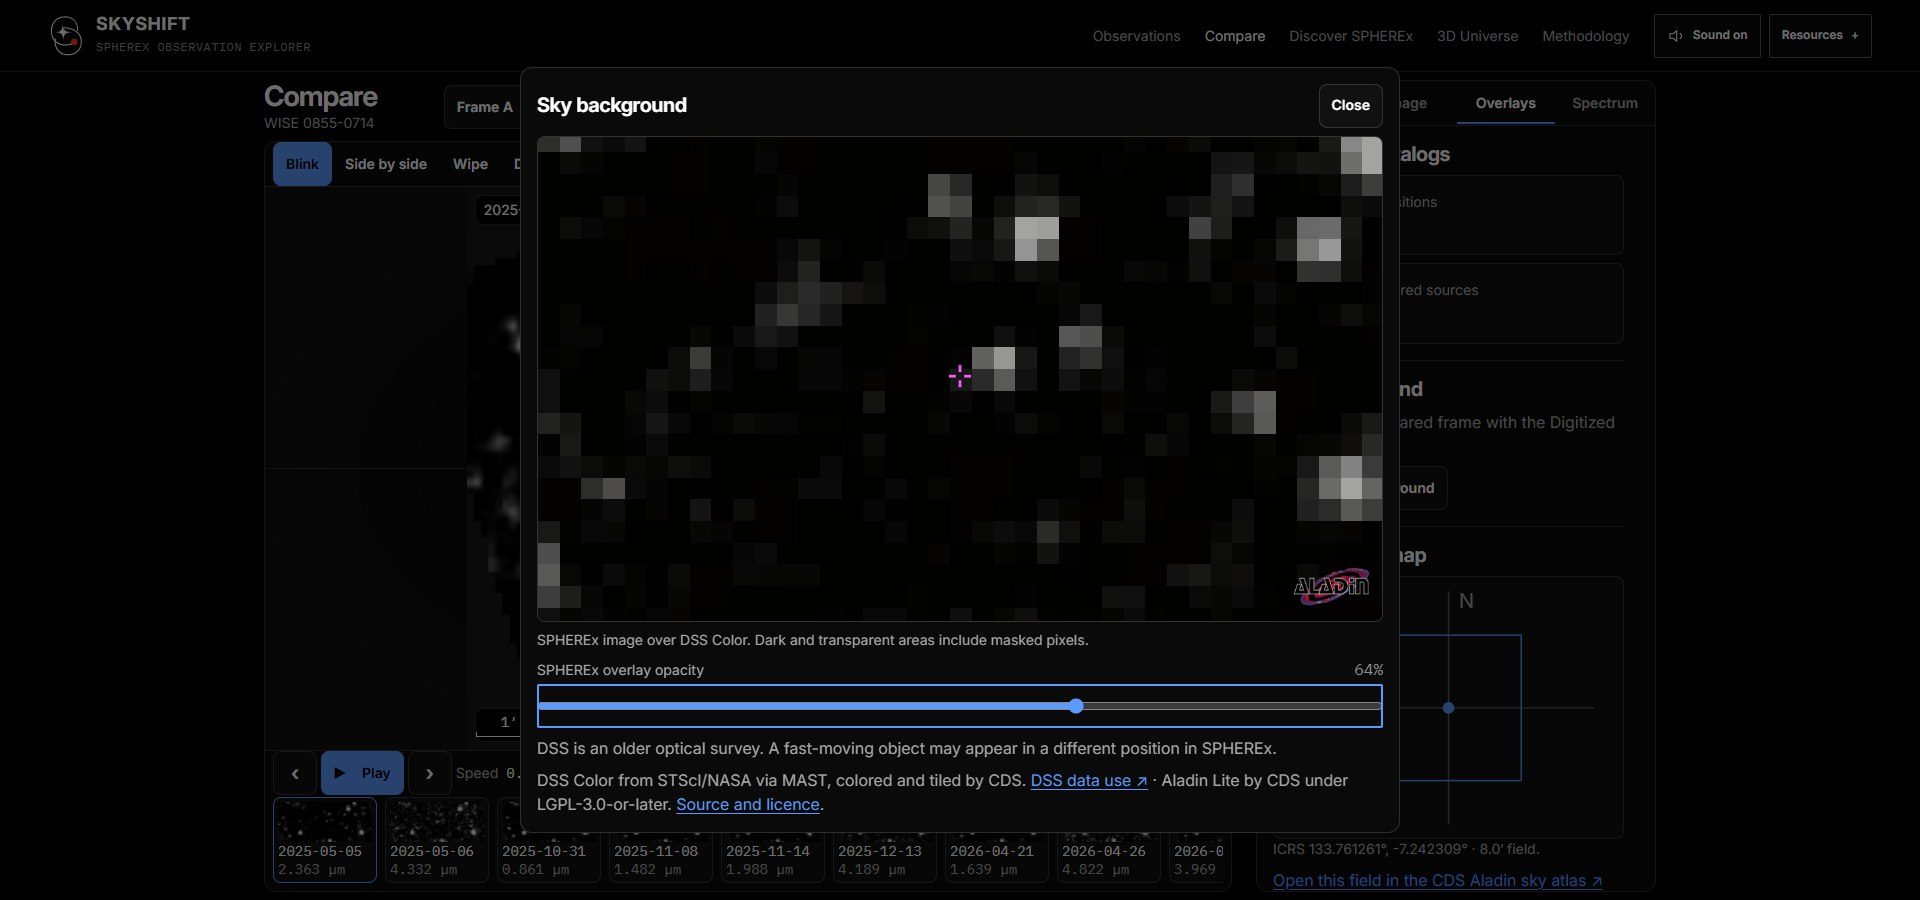 SKYSHIFT
SPHEREX OBSERVATION EXPLORER
Observations
Compare
Discover SPHEREx
3D Universe
Methodology
Sound on
Resources +
Compare
WISE 0855-0714
Frame A
Blink
Side by side
Wipe
2025-
1'
Sky background
Close
ALADIN
SPHEREx image over DSS Color. Dark and transparent areas include masked pixels.
SPHEREx overlay opacity
64%
DSS is an older optical survey. A fast-moving object may appear in a different position in SPHEREx.
DSS Color from STScI/NASA via MAST, colored and tiled by CDS. DSS data use ↗ · Aladin Lite by CDS under
LGPL-3.0-or-later. Source and licence.
Overlays
Spectrum
ared frame with the Digitized
red sources
N
ICRS 133.761261°, -7.242309° · 8.0′ field.
Open this field in the CDS Aladin sky atlas ↗
‹
Play
›
Speed 0.
2025-05-05
2.363 µm
2025-05-06
4.332 µm
2025-10-31
0.861 µm
2025-11-08
1.482 µm
2025-11-14
1.988 µm
2025-12-13
4.189 µm
2026-04-21
1.639 µm
2026-04-26
4.822 µm
2026-0
3.969